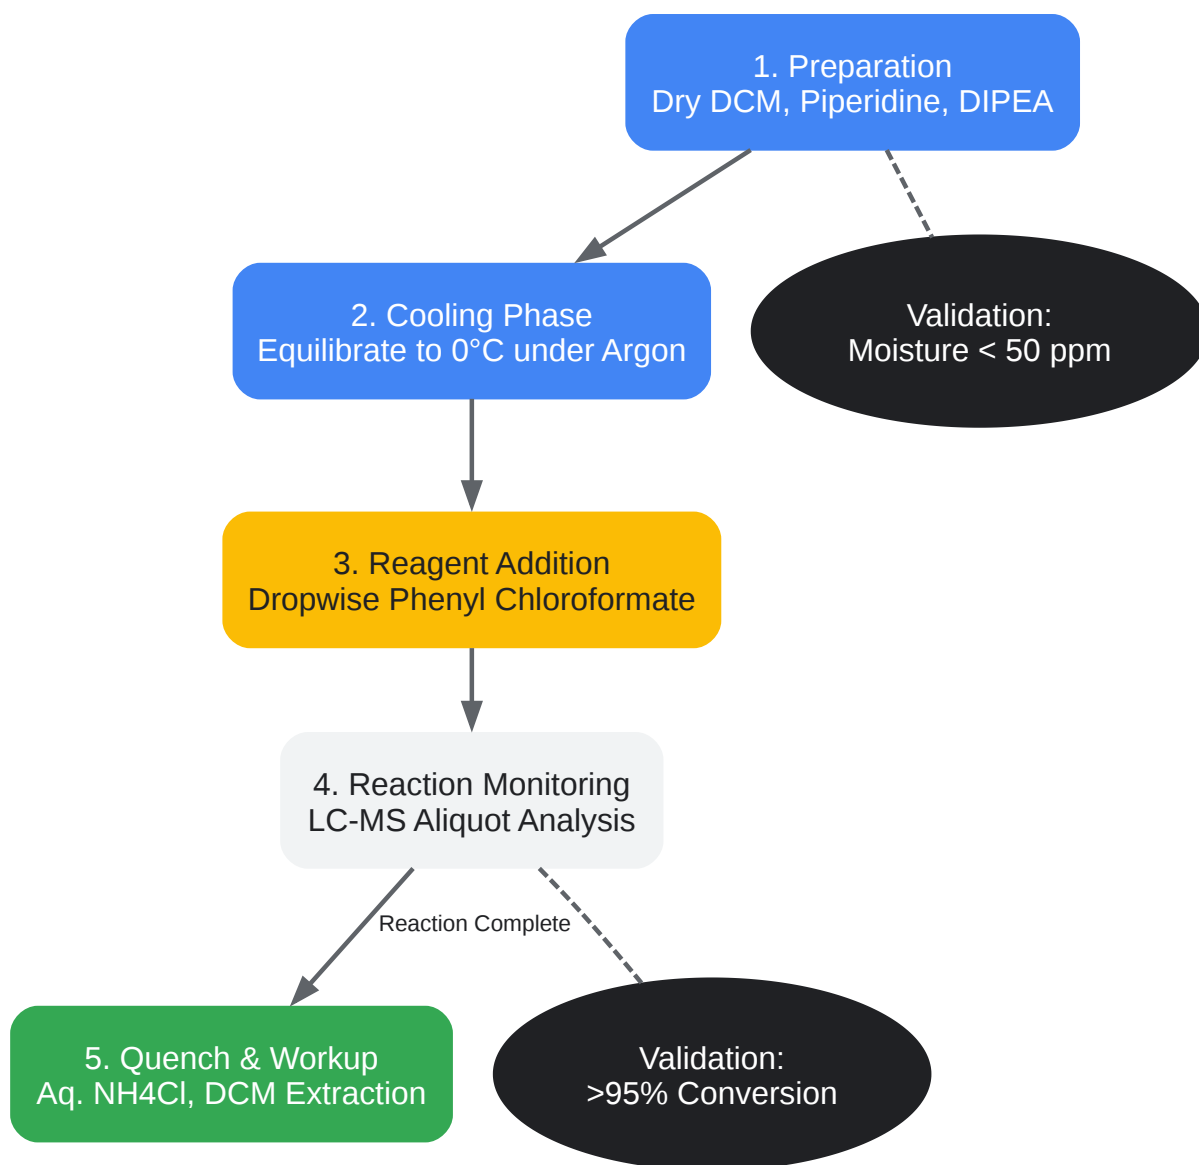 1. Preparation
Dry DCM, Piperidine, DIPEA
2. Cooling Phase
Equilibrate to 0°C under Argon
Validation:
Moisture < 50 ppm
3. Reagent Addition
Dropwise Phenyl Chloroformate
4. Reaction Monitoring
LC-MS Aliquot Analysis
Reaction Complete
5. Quench & Workup
Aq. NH4Cl, DCM Extraction
Validation:
>95% Conversion